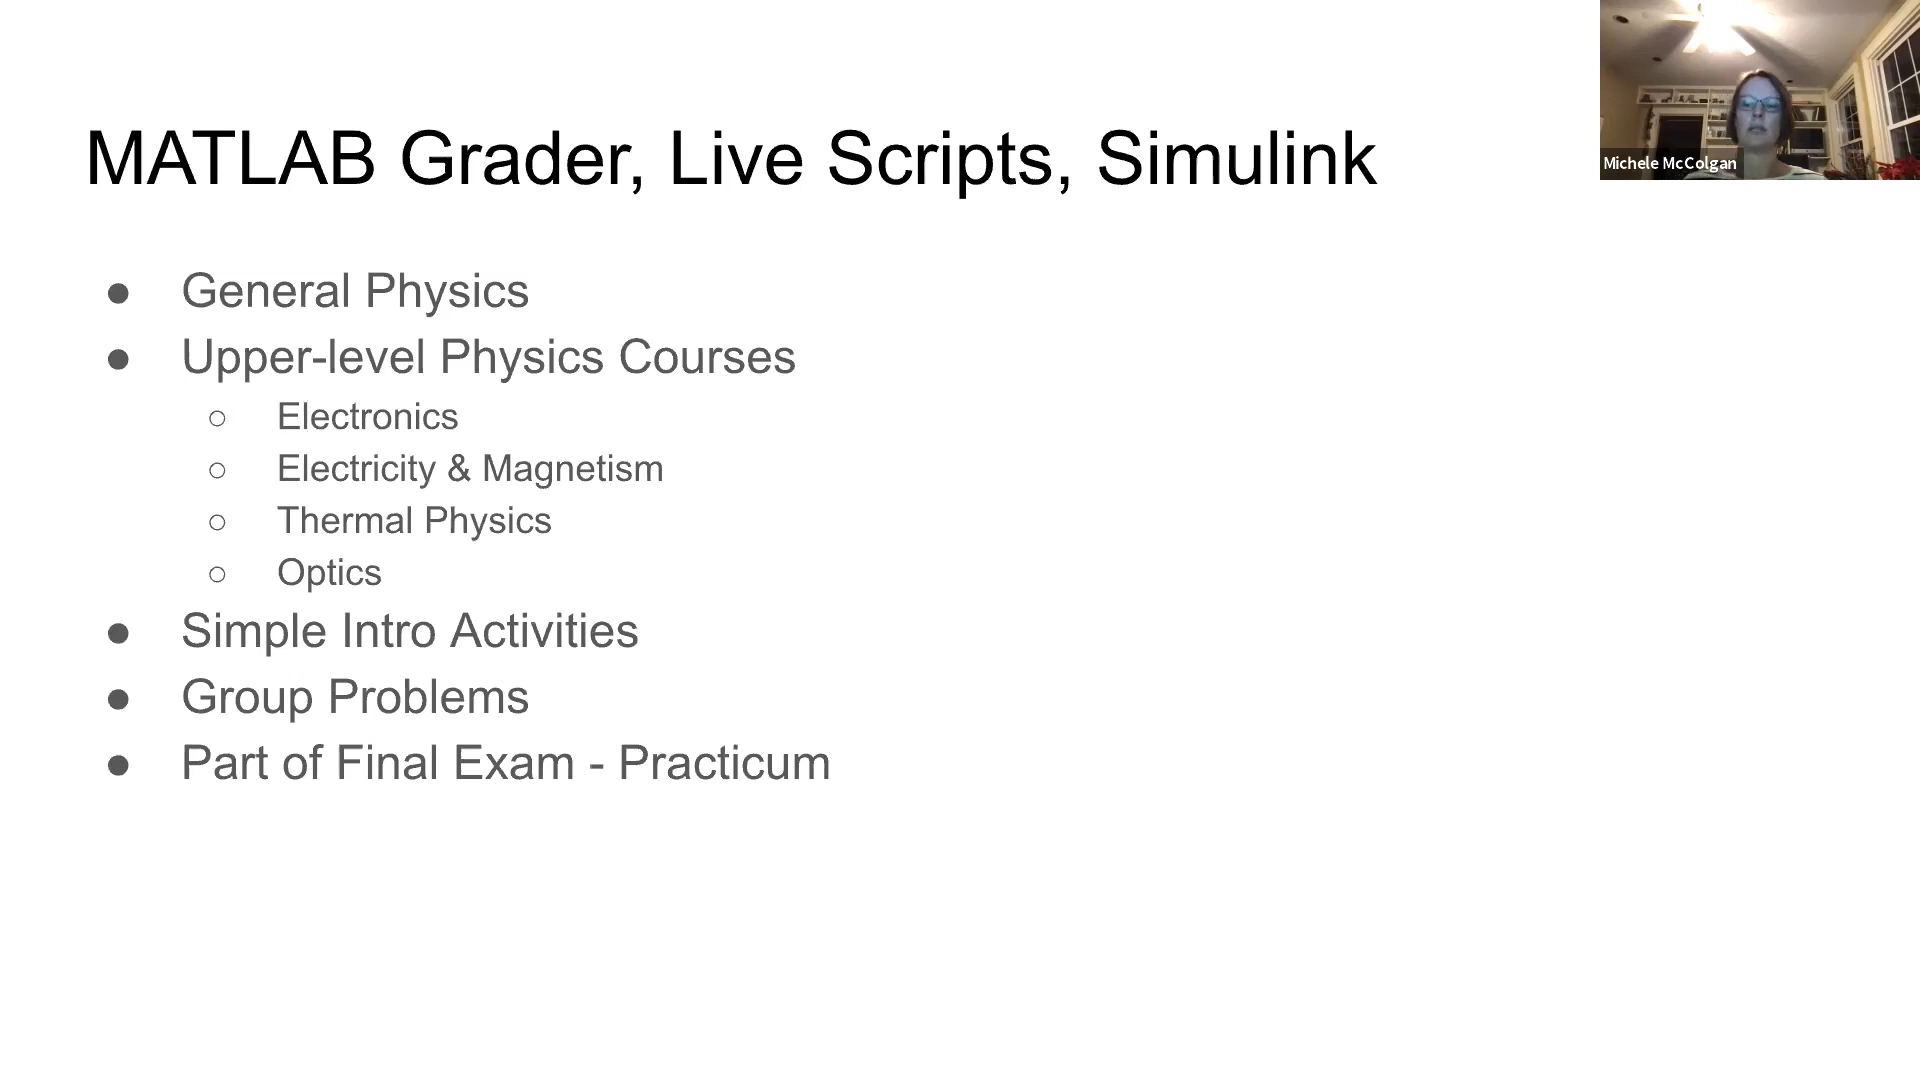 MATLAB Grader, Live Scripts, Simulink
Michele McColgan
● General Physics
● Upper-level Physics Courses
○ Electronics
○ Electricity & Magnetism
○ Thermal Physics
○ Optics
● Simple Intro Activities
● Group Problems
● Part of Final Exam - Practicum